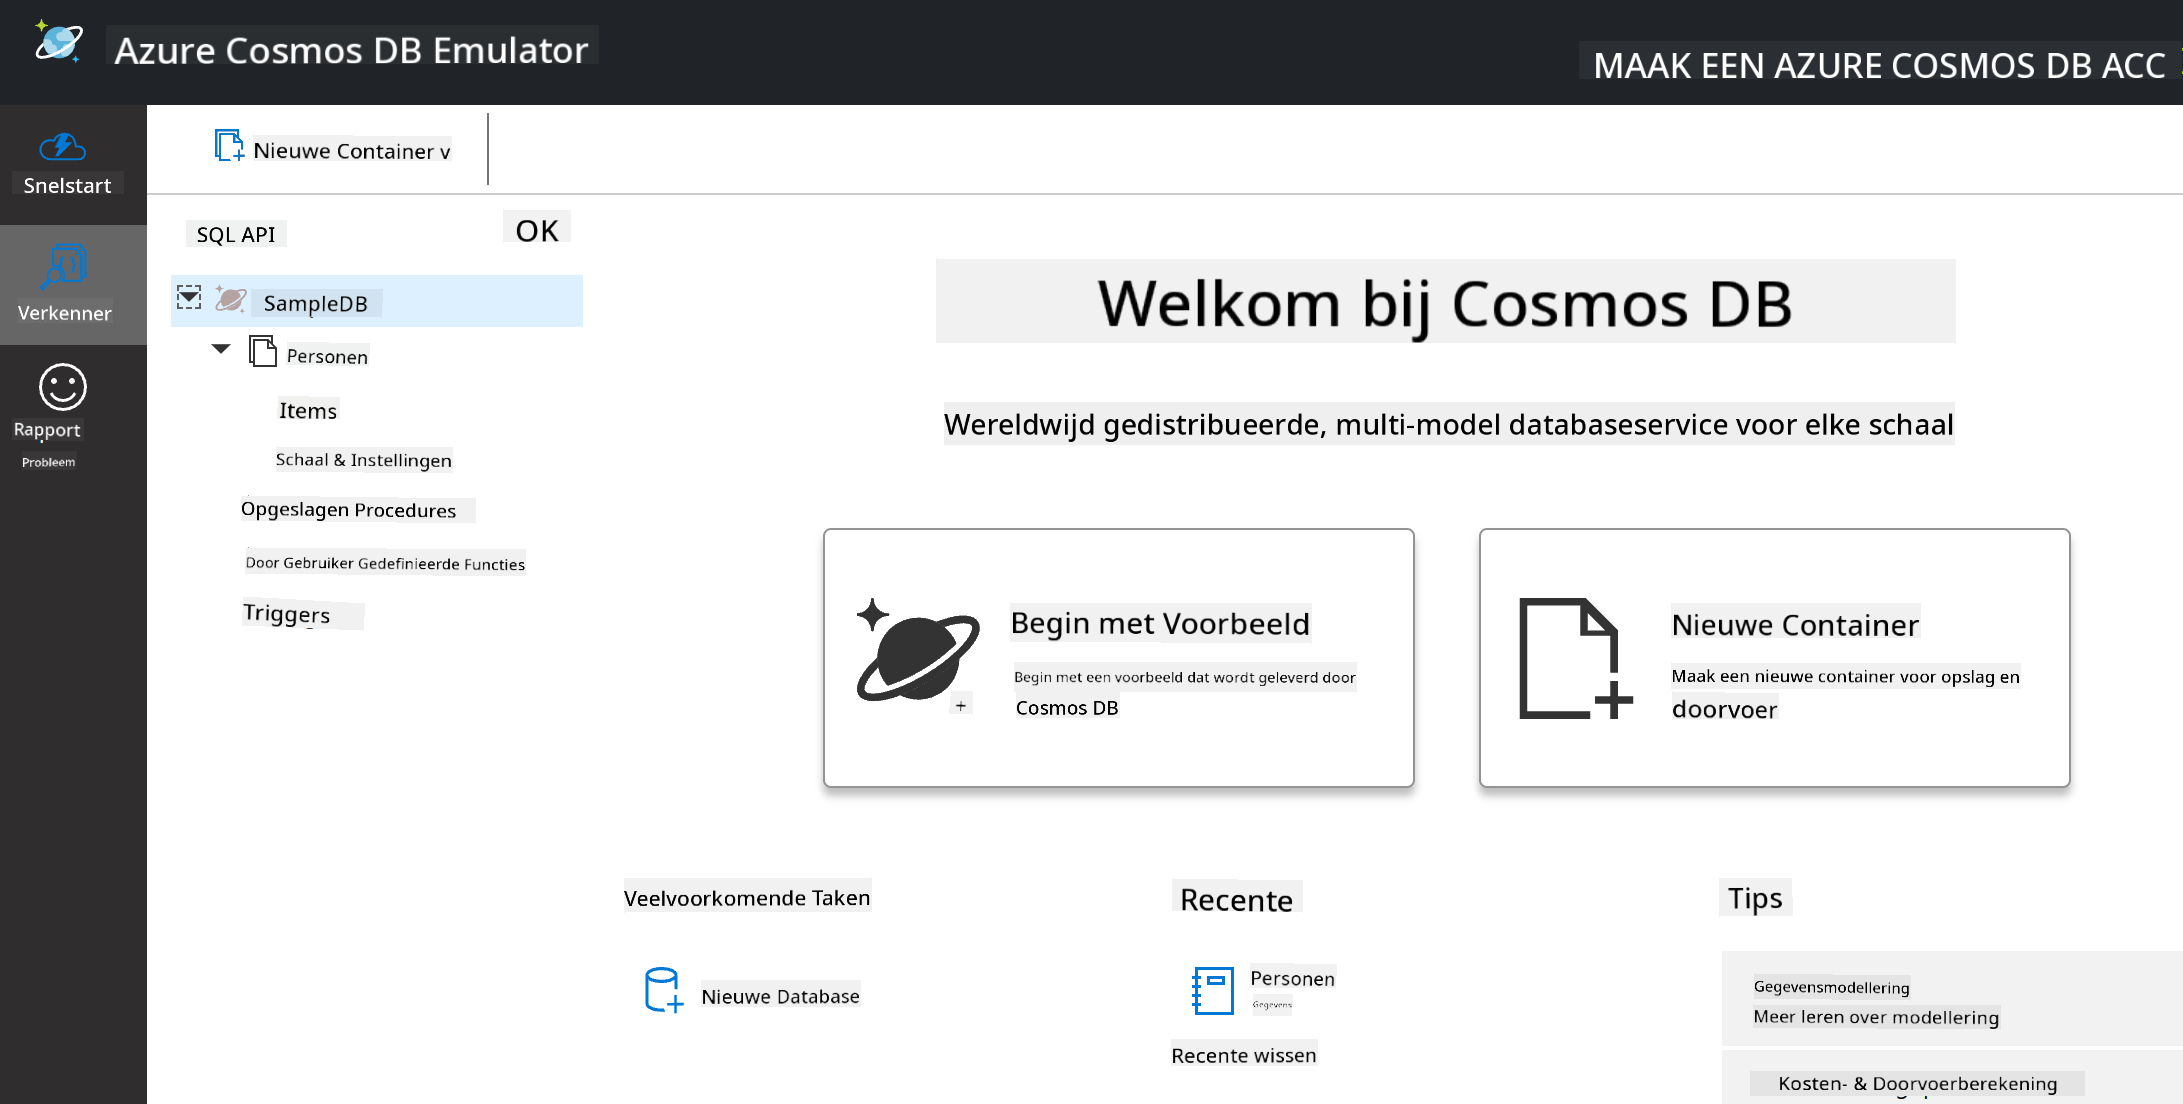 Azure Cosmos DB Emulator
MAAK EEN AZURE COSMOS DB ACC
Snelstart
Verkenner
Rapport
Probleem
Nieuwe Container v
SQL API
OK
SampleDB
Personen
Items
Schaal & Instellingen
Opgeslagen Procedures
Door Gebruiker Gedefinieerde Functies
Triggers
Welkom bij Cosmos DB
Wereldwijd gedistribueerde, multi-model databaseservice voor elke schaal
Begin met Voorbeeld
Begin met een voorbeeld dat wordt geleverd door
Cosmos DB
+
Nieuwe Container
Maak een nieuwe container voor opslag en
doorvoer
Veelvoorkomende Taken
Nieuwe Database
Recente
Personen
Gegevens
Recente wissen
Tips
Gegevensmodellering
Meer leren over modellering
Kosten- & Doorvoerberekening